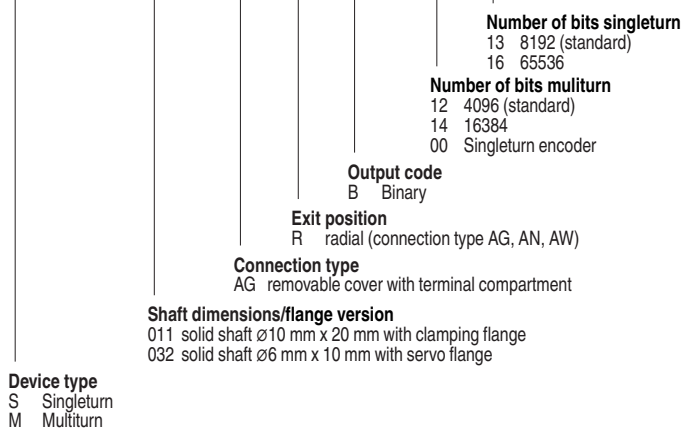 Number of bits singleturn
13 8192 (standard)
16 65536
Number of bits muliturn
12 4096 (standard)
14 16384
00 Singleturn encoder
Output code
B Binary
Exit position
R radial (connection type AG, AN, AW)
Connection type
AG removable cover with terminal compartment
Shaft dimensions/flange version
011 solid shaft ø10 mm x 20 mm with clamping flange
032 solid shaft ø6 mm x 10 mm with servo flange
Device type
S Singleturn
M Multiturn